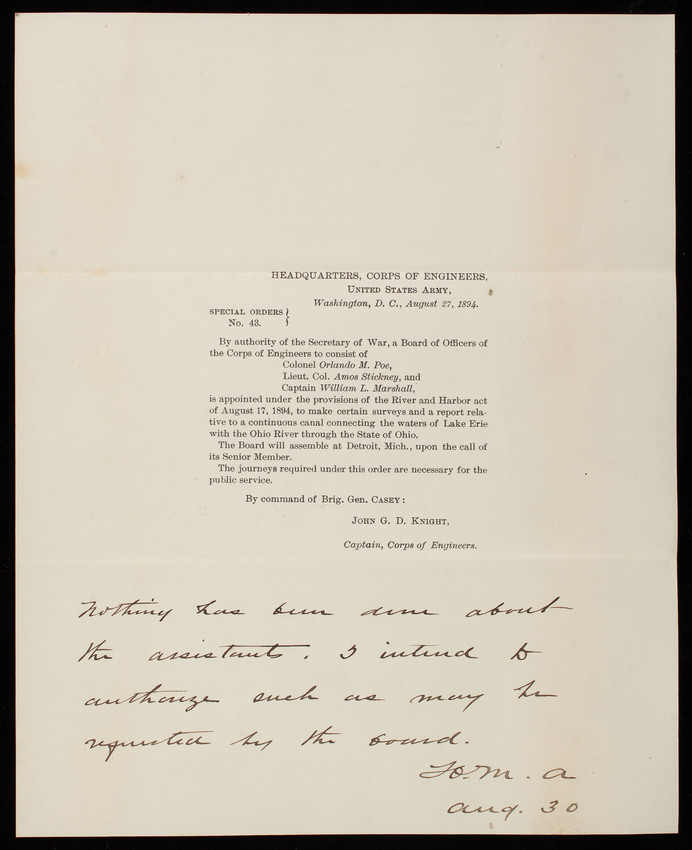 HEADQUARTERS, CORPS OF ENGINEERS,
UNITED STATES ARMY,
Washington, D. C., August 27, 1894.
SPECIAL ORDERS }
No. 43. }
By authority of the Secretary of War, a Board of Officers of
the Corps of Engineers to consist of
Colonel Orlando M. Poe,
Lieut. Col. Amos Stickney, and
Captain William L. Marshall,
is appointed under the provisions of the River and Harbor act
of August 17, 1894, to make certain surveys and a report rela-
tive to a continuous canal connecting the waters of Lake Erie
with the Ohio River through the State of Ohio.
The Board will assemble at Detroit, Mich., upon the call of
its Senior Member.
The journeys required under this order are necessary for the
public service.
By command of Brig. Gen. CASEY:
JOHN G. D. KNIGHT,
Captain, Corps of Engineers.
Nothing has been done about
the assistants. I intend to
authorize such as may be
requested by the board.
H. M. A
Aug. 30